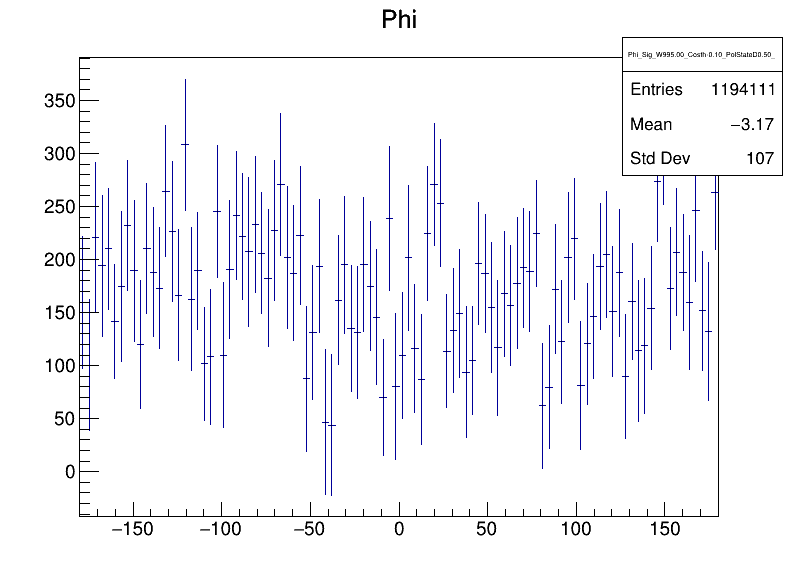 Phi
Phi_Sig_W995.00_Costh-0.10_PolStateD0.50_
Entries 1194111
Mean −3.17
Std Dev 107
350
300
250
200
150
100
50
0
−150 −100 −50 0 50 100 150